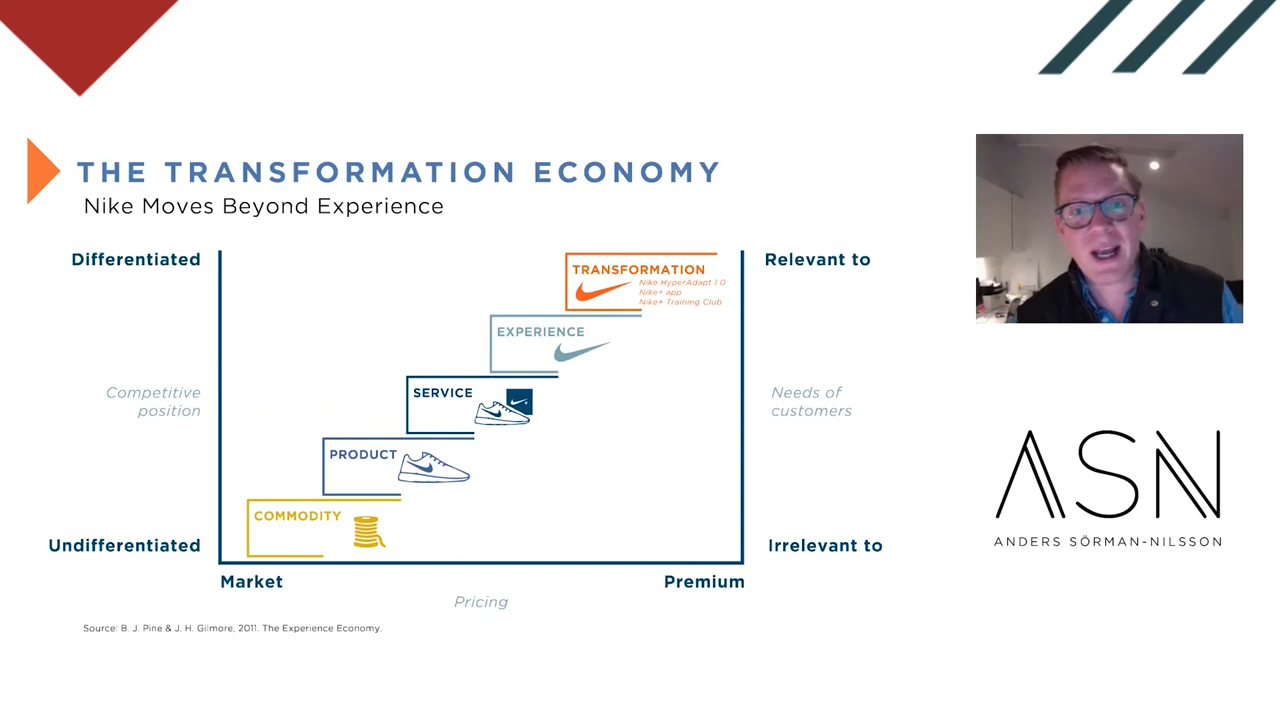 THE TRANSFORMATION ECONOMY
Nike Moves Beyond Experience
Differentiated
Relevant to
TRANSFORMATION
Nike HyperAdapt 1.0
Nike+ app
Nike+ Training Club
EXPERIENCE
SERVICE
Competitive
position
Needs of
customers
PRODUCT
COMMODITY
Undifferentiated
Irrelevant to
Market
Premium
Pricing
Source: B. J. Pine & J. H. Gilmore, 2011. The Experience Economy.
ASN
ANDERS SÖRMAN-NILSSON